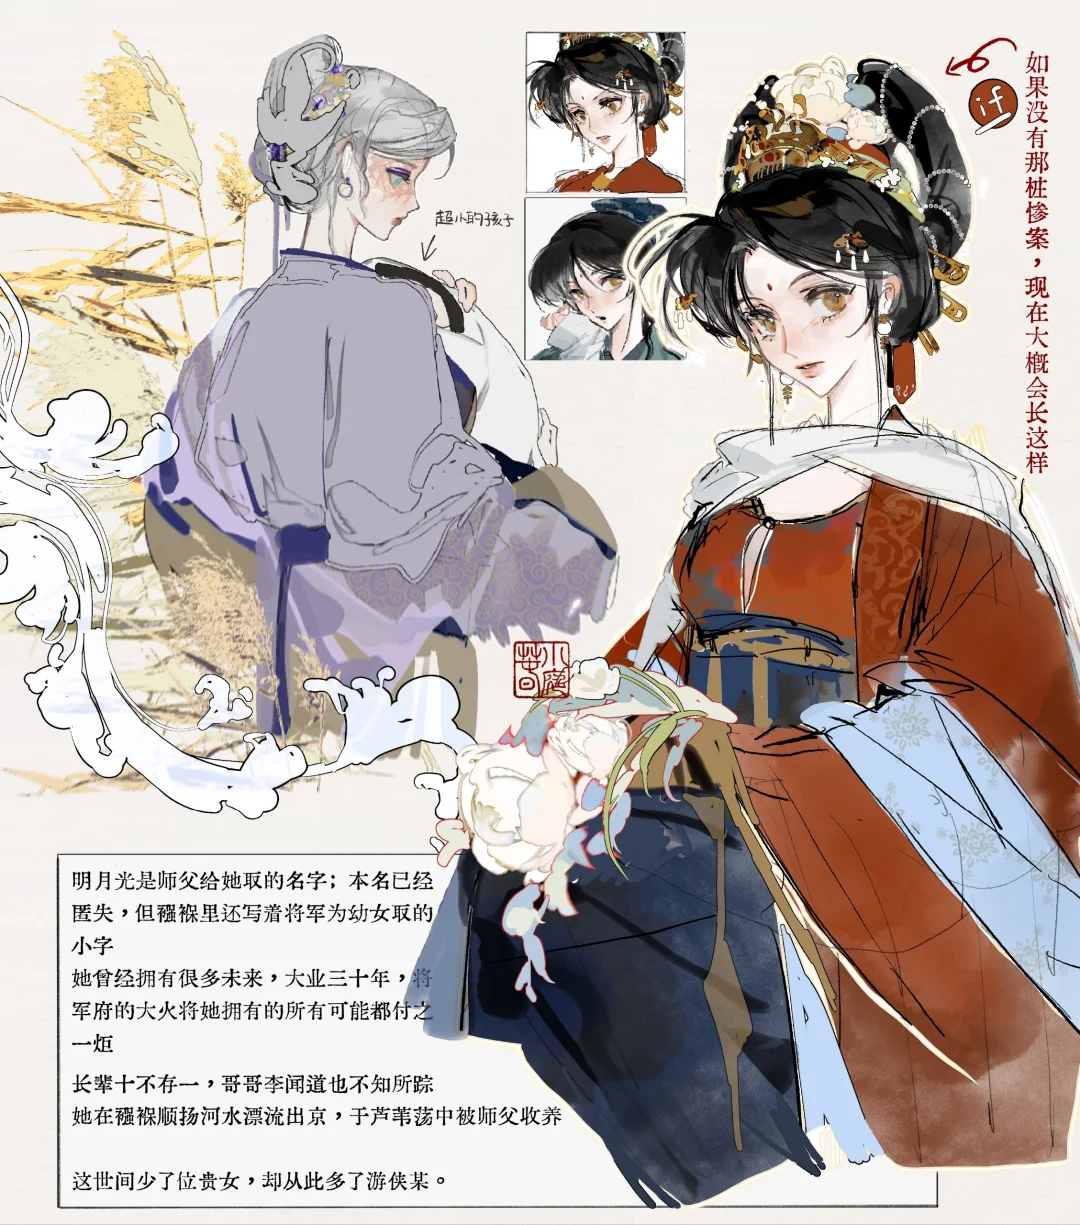 如果没有那桩惨案，现在大概会长这样
if
超小的孩子
小庭
春日
明月光是师父给她取的名字；本名已经
匿失，但襁褓里还写着将军为幼女取的
小字
她曾经拥有很多未来，大业三十年，将
军府的大火将她拥有的所有可能都付之
一炬
长辈十不存一，哥哥李闻道也不知所踪
她在襁褓顺扬河水漂流出京，于芦苇荡中被师父收养
这世间少了位贵女，却从此多了游侠某。